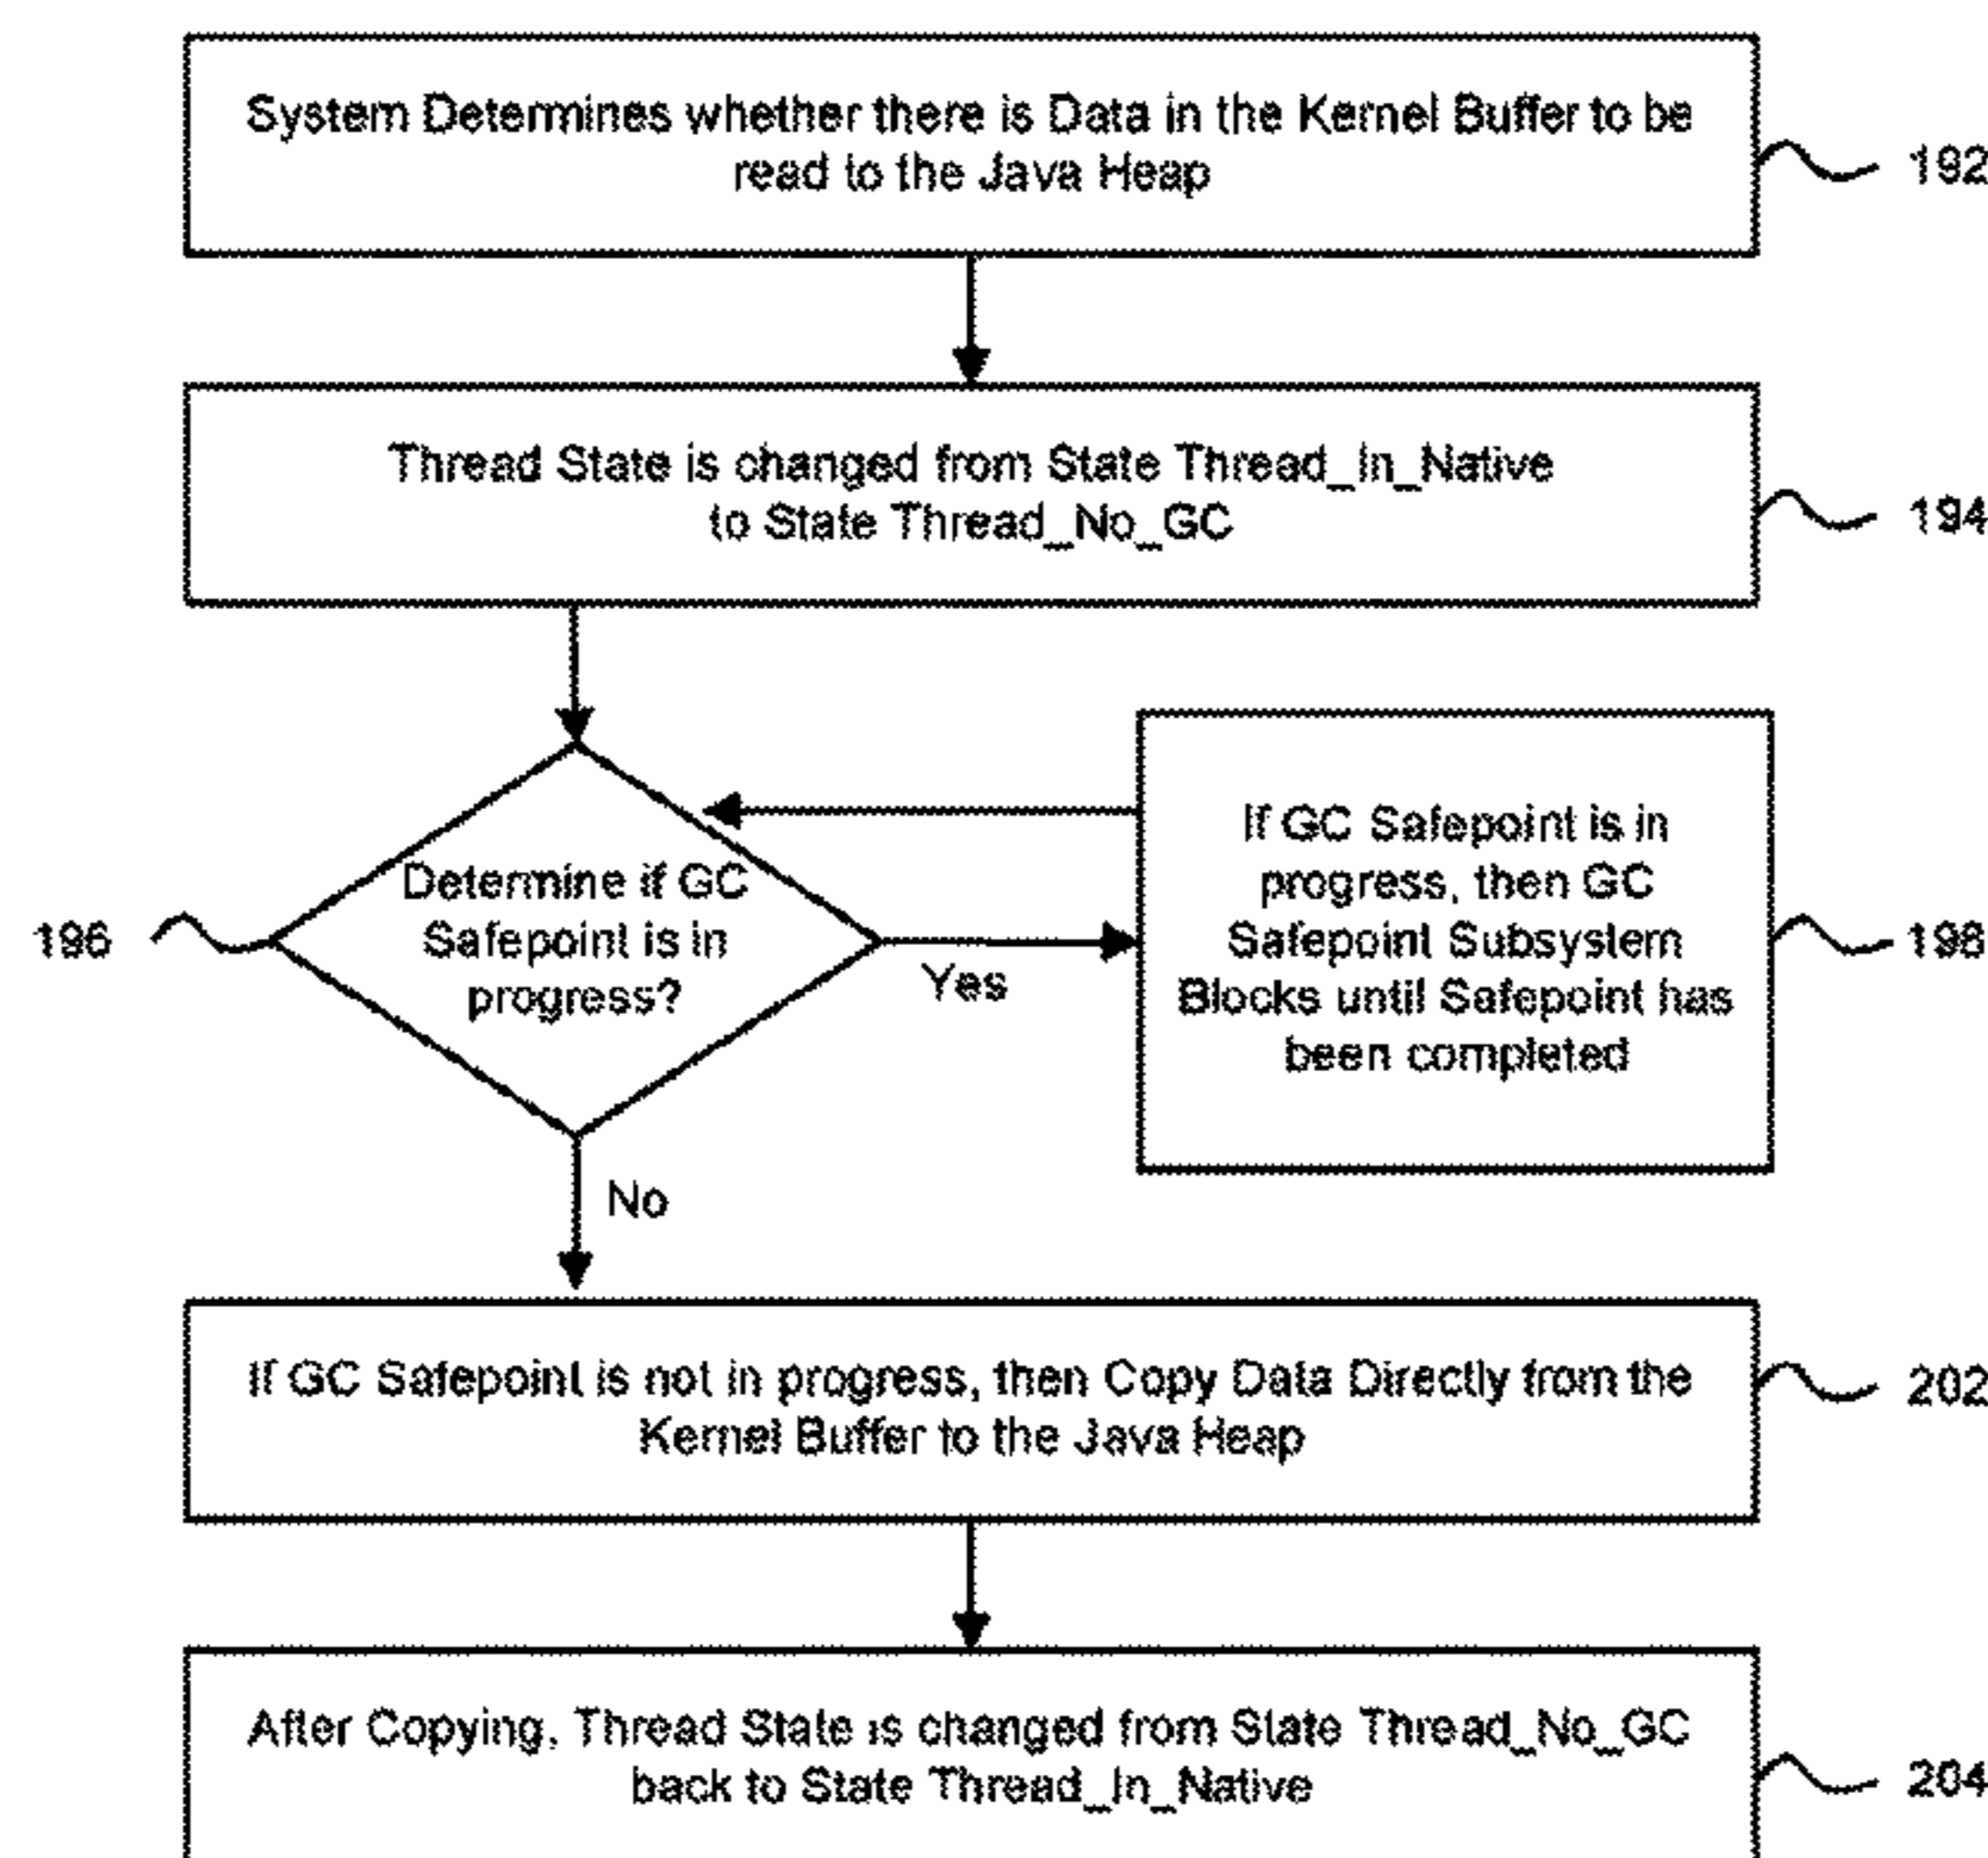 System Determines whether there is Data in the Kernel Buffer to be
read to the Java Heap
192
Thread State is changed from State Thread_In_Native
to State Thread_No_GC
194
Determine if GC
Safepoint is in
progress?
196
Yes
If GC Safepoint is in
progress, then GC
Safepoint Subsystem
Blocks until Safepoint has
been completed
198
No
If GC Safepoint is not in progress, then Copy Data Directly from the
Kernel Buffer to the Java Heap
202
After Copying, Thread State is changed from State Thread_No_GC
back to State Thread_In_Native
204